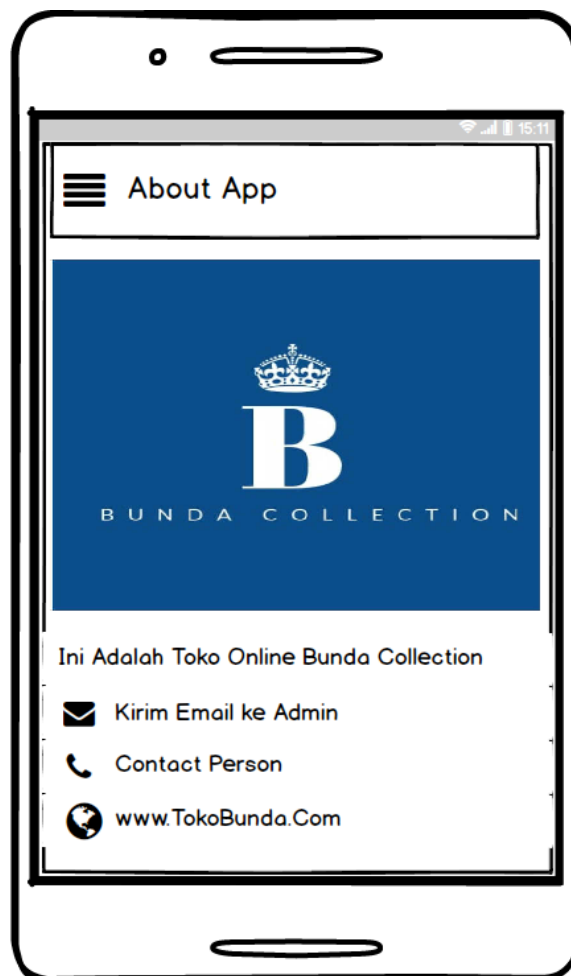 15:11
About App
B
BUNDA COLLECTION
Ini Adalah Toko Online Bunda Collection
Kirim Email ke Admin
Contact Person
www.TokoBunda.Com